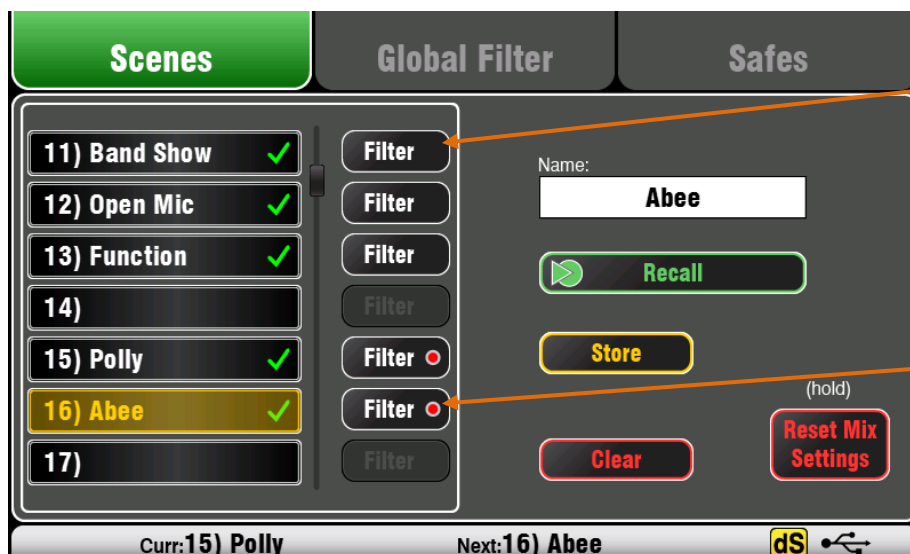 Scenes Global Filter Safes
11) Band Show Filter
12) Open Mic Filter
13) Function Filter
14) Filter
15) Polly Filter
16) Abee Filter
17) Filter
Name:
Abee
Recall
Store
Clear
(hold)
Reset Mix
Settings
Curr:15) Polly Next:16) Abee dS